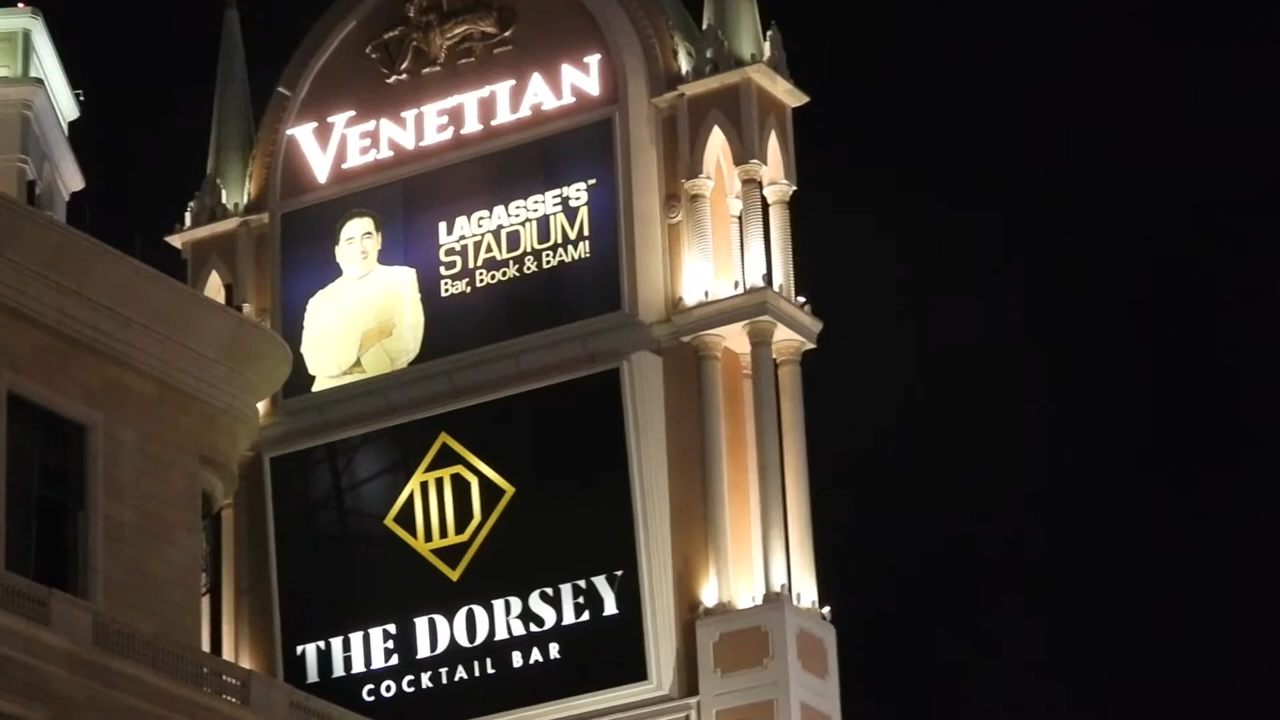 VENETIAN
LAGASSE'S™
STADIUM
Bar, Book & BAM!
D
THE DORSEY
COCKTAIL BAR